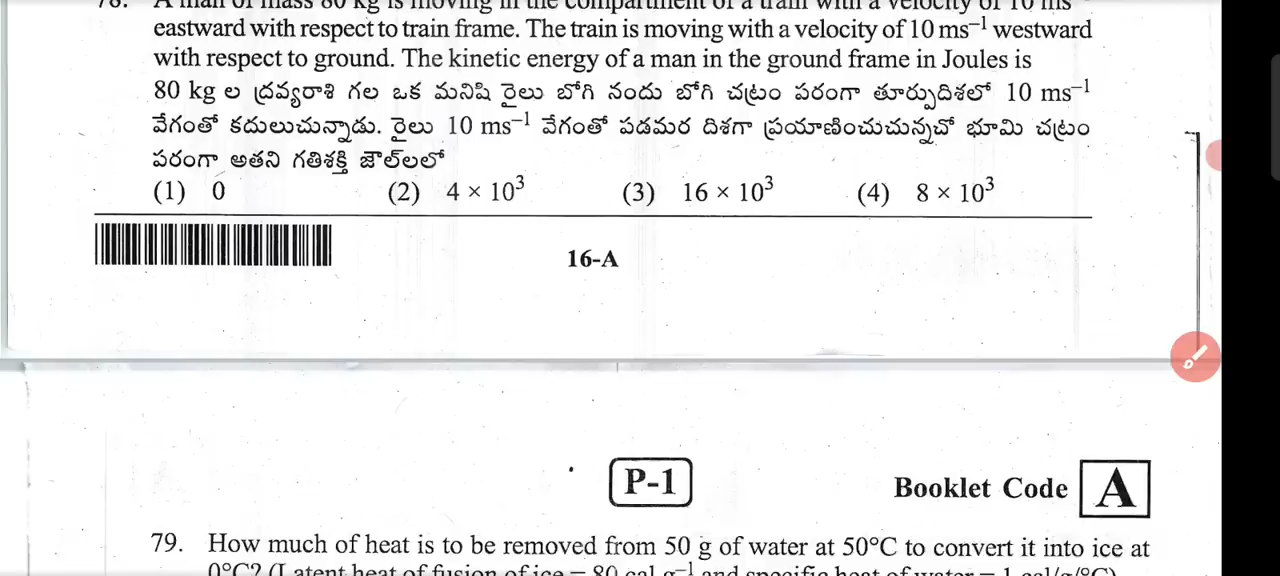 78. A man of mass 80 kg is moving in the compartment of a train with a velocity of 10 ms
eastward with respect to train frame. The train is moving with a velocity of 10 ms⁻¹ westward
with respect to ground. The kinetic energy of a man in the ground frame in Joules is
80 kg ల ద్రవ్యరాశి గల ఒక మనిషి రైలు బోగి నందు బోగి చట్రం పరంగా తూర్పుదిశలో 10 ms⁻¹
వేగంతో కదులుచున్నాడు. రైలు 10 ms⁻¹ వేగంతో పడమర దిశగా ప్రయాణించుచున్నచో భూమి చట్రం
పరంగా అతని గతిశక్తి జౌల్‌లలో
(1) 0 (2) 4 × 10³ (3) 16 × 10³ (4) 8 × 10³
16-A
P-1
Booklet Code A
79. How much of heat is to be removed from 50 g of water at 50°C to convert it into ice at
0°C? (Latent heat of fusion of ice = 80 cal g⁻¹ and specific heat of water = 1 cal/g/°C)